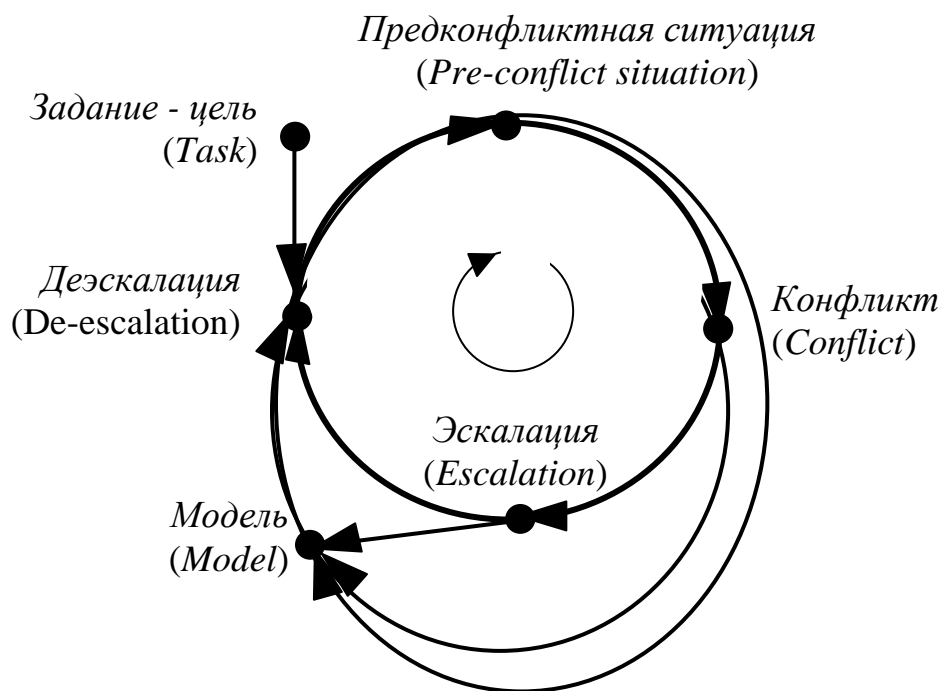 Предконфликтная ситуация
(Pre-conflict situation)
Задание - цель
(Task)
Деэскалация
(De-escalation)
Конфликт
(Conflict)
Эскалация
(Escalation)
Модель
(Model)